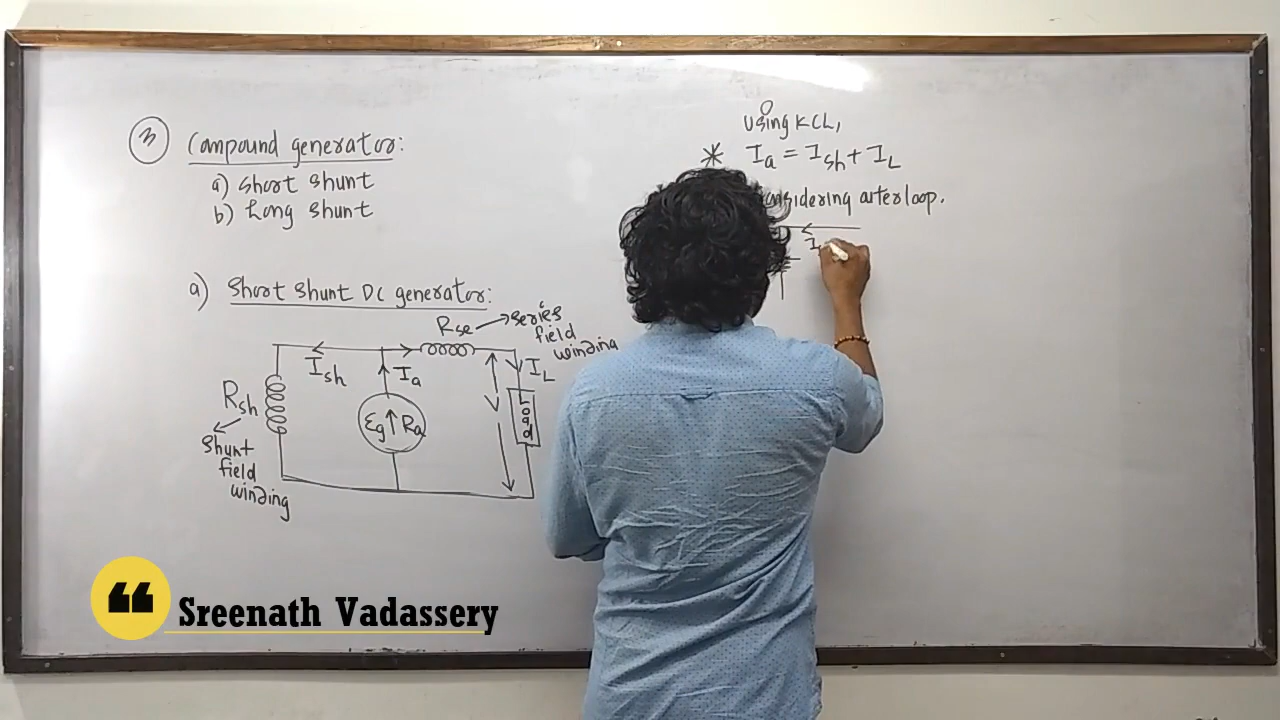 3
Compound generator:
a) Short Shunt
b) Long Shunt
a) Short Shunt DC generator:
Rse
series
field
winding
Ish
Ia
IL
Rsh
Eg
Ra
Load
Shunt
field
winding
Using KCL,
* Ia = Ish + IL
nsidering outer loop.
Sreenath Vadassery